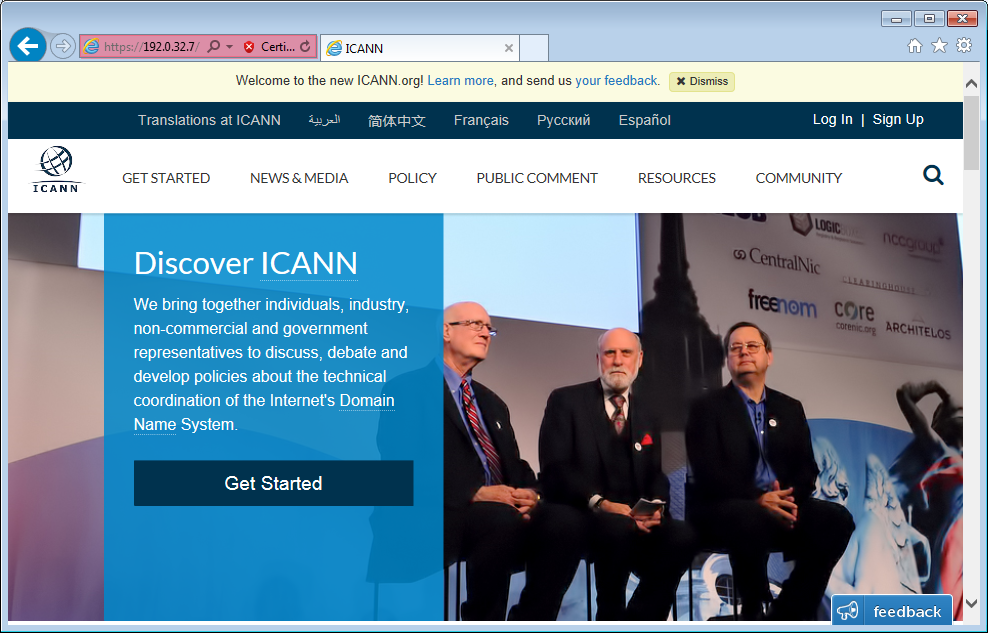 https://192.0.32.7/ Certi... ICANN
Welcome to the new ICANN.org! Learn more, and send us your feedback. Dismiss
Translations at ICANN العربية 简体中文 Français Русский Español Log In | Sign Up
ICANN
GET STARTED NEWS & MEDIA POLICY PUBLIC COMMENT RESOURCES COMMUNITY
Discover ICANN
We bring together individuals, industry,
non-commercial and government
representatives to discuss, debate and
develop policies about the technical
coordination of the Internet's Domain
Name System.
Get Started
nccgroup
CentralNic
freenom
core
corenic.org
ARCHITELOS
feedback